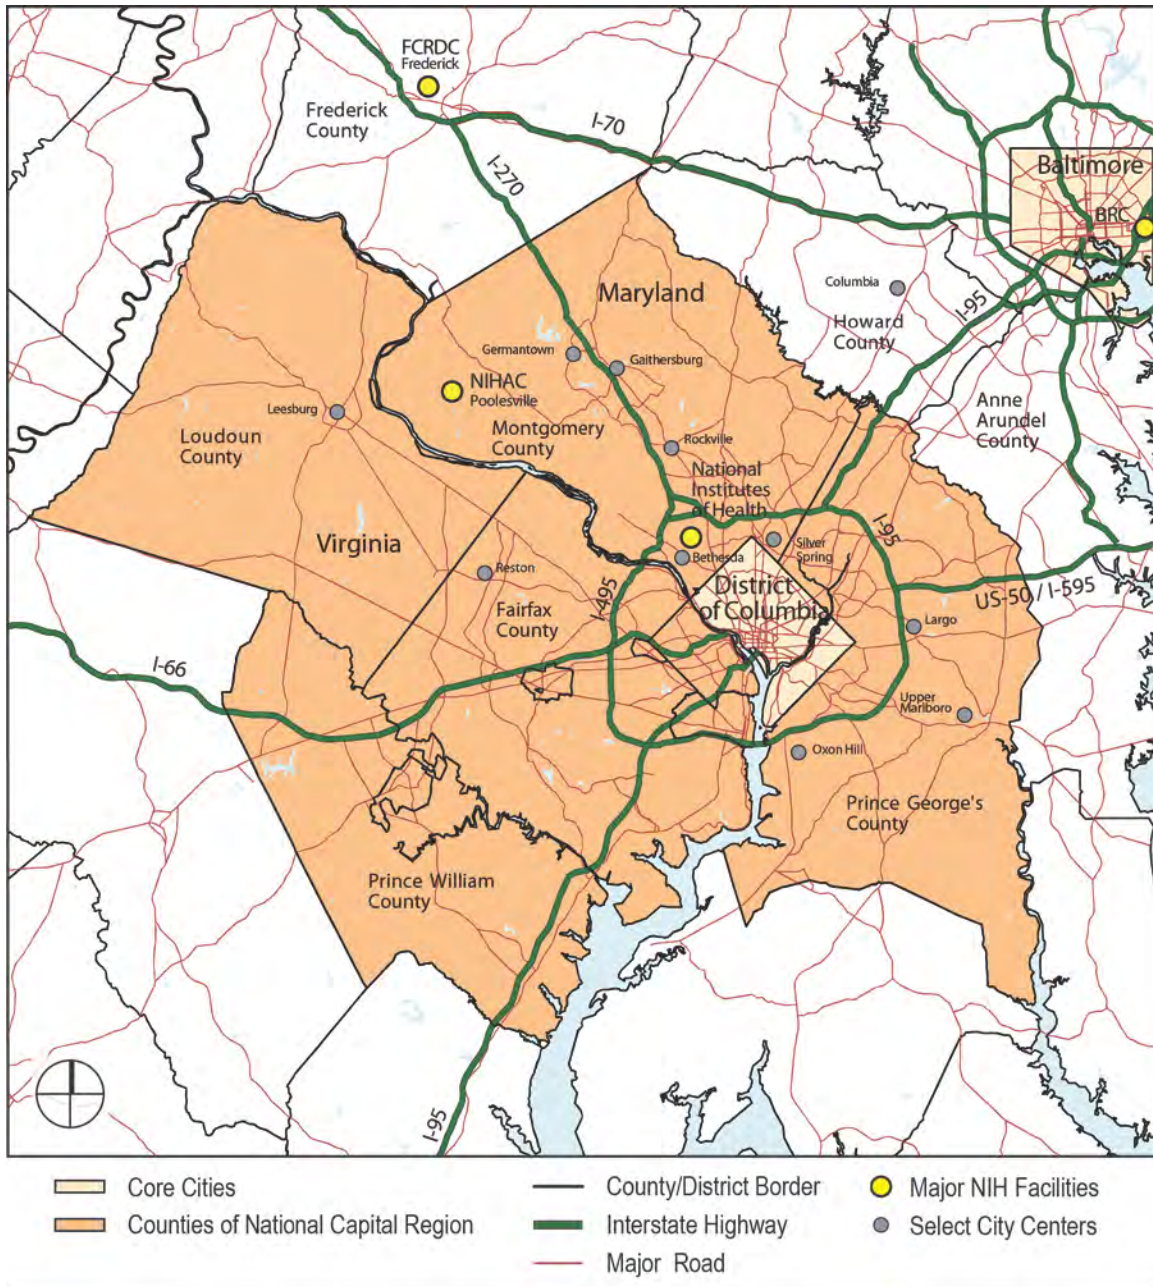 FCRDC
Frederick
Frederick
County
I-70
I-270
Baltimore
BRC
Maryland
Columbia
Howard
County
I-95
Germantown
Gaithersburg
NIHAC
Poolesville
Leesburg
Montgomery
County
Loudoun
County
Anne
Arundel
County
Rockville
National
Institutes
of Health
Virginia
I-95
Silver
Spring
Bethesda
Reston
District
of Columbia
US-50 / I-595
Fairfax
County
I-495
Largo
I-66
Upper
Marlboro
Oxon Hill
Prince George's
County
Prince William
County
I-95
Core Cities
Counties of National Capital Region
County/District Border
Interstate Highway
Major Road
Major NIH Facilities
Select City Centers